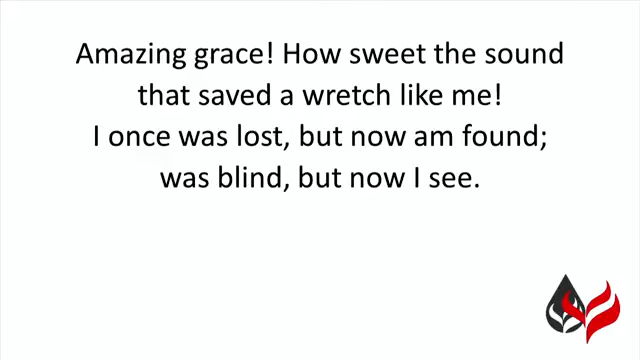 Amazing grace! How sweet the sound
that saved a wretch like me!
I once was lost, but now am found;
was blind, but now I see.